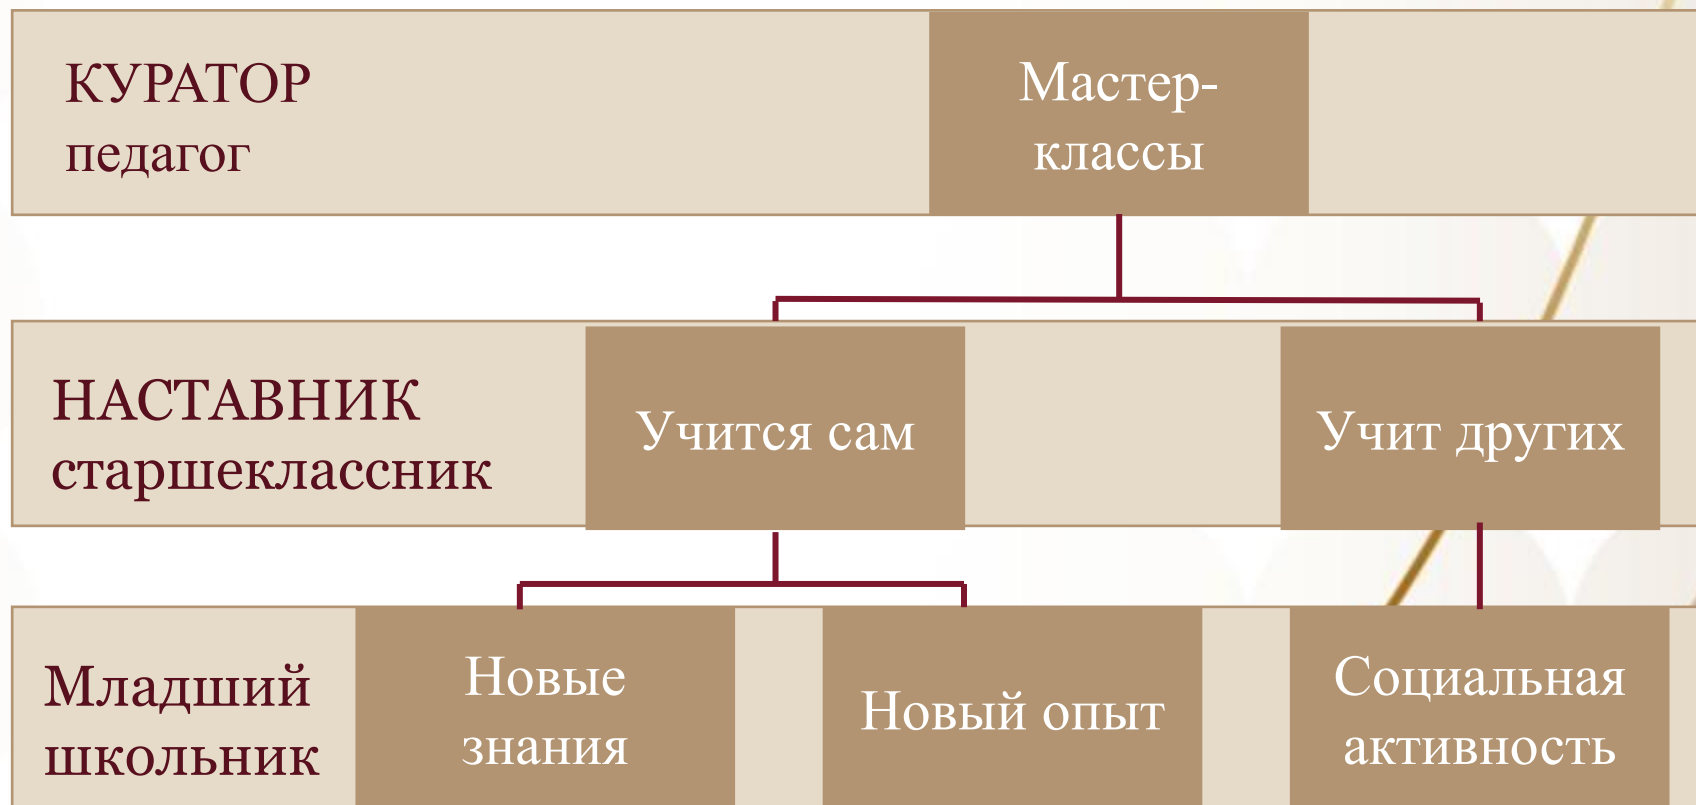 КУРАТОР
педагог
Мастер-
классы
НАСТАВНИК
старшеклассник
Учится сам
Учит других
Младший
школьник
Новые
знания
Новый опыт
Социальная
активность